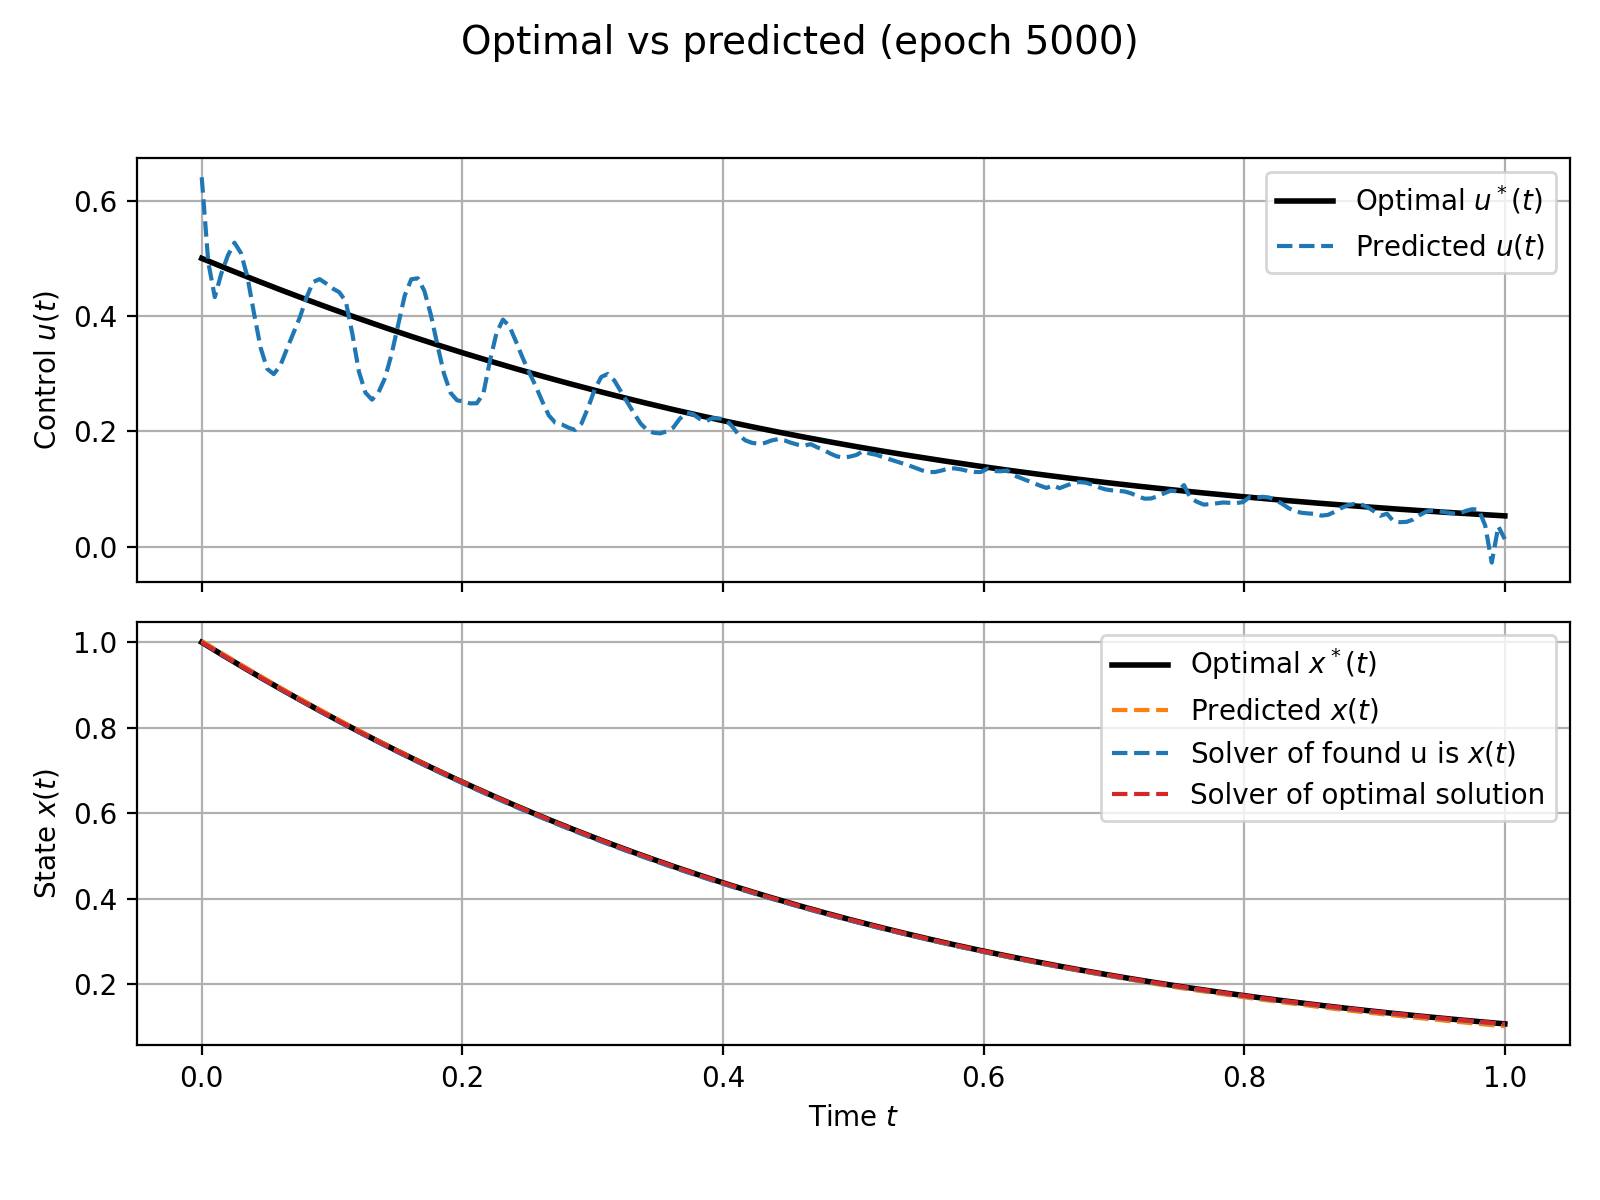 Optimal vs predicted (epoch 5000)
Control u(t)
0.6
0.4
0.2
0.0
Optimal u*(t)
Predicted u(t)
State x(t)
1.0
0.8
0.6
0.4
0.2
Optimal x*(t)
Predicted x(t)
Solver of found u is x(t)
Solver of optimal solution
0.0 0.2 0.4 0.6 0.8 1.0
Time t